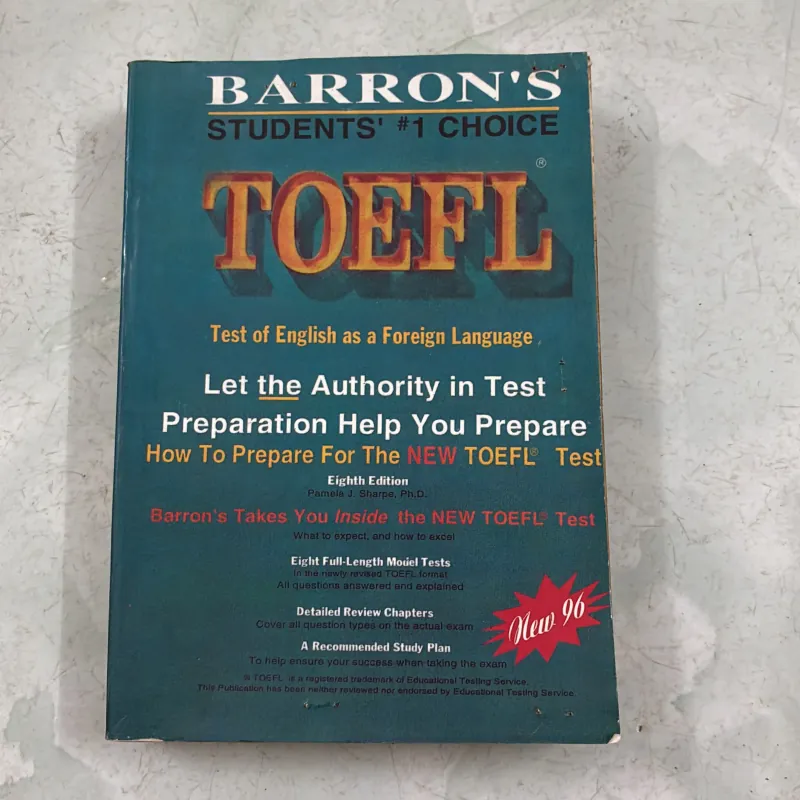 BARRON'S
STUDENTS' #1 CHOICE
TOEFL®
Test of English as a Foreign Language
Let the Authority in Test
Preparation Help You Prepare
How To Prepare For The NEW TOEFL® Test
Eighth Edition
Pamela J. Sharpe, Ph.D.
Barron's Takes You Inside the NEW TOEFL® Test
What to expect, and how to excel
Eight Full-Length Model Tests
In the newly revised TOEFL format
All questions answered and explained
Detailed Review Chapters
Cover all question types on the actual exam
New 96
A Recommended Study Plan
To help ensure your success when taking the exam
® TOEFL is a registered trademark of Educational Testing Service.
This Publication has been neither reviewed nor endorsed by Educational Testing Service.